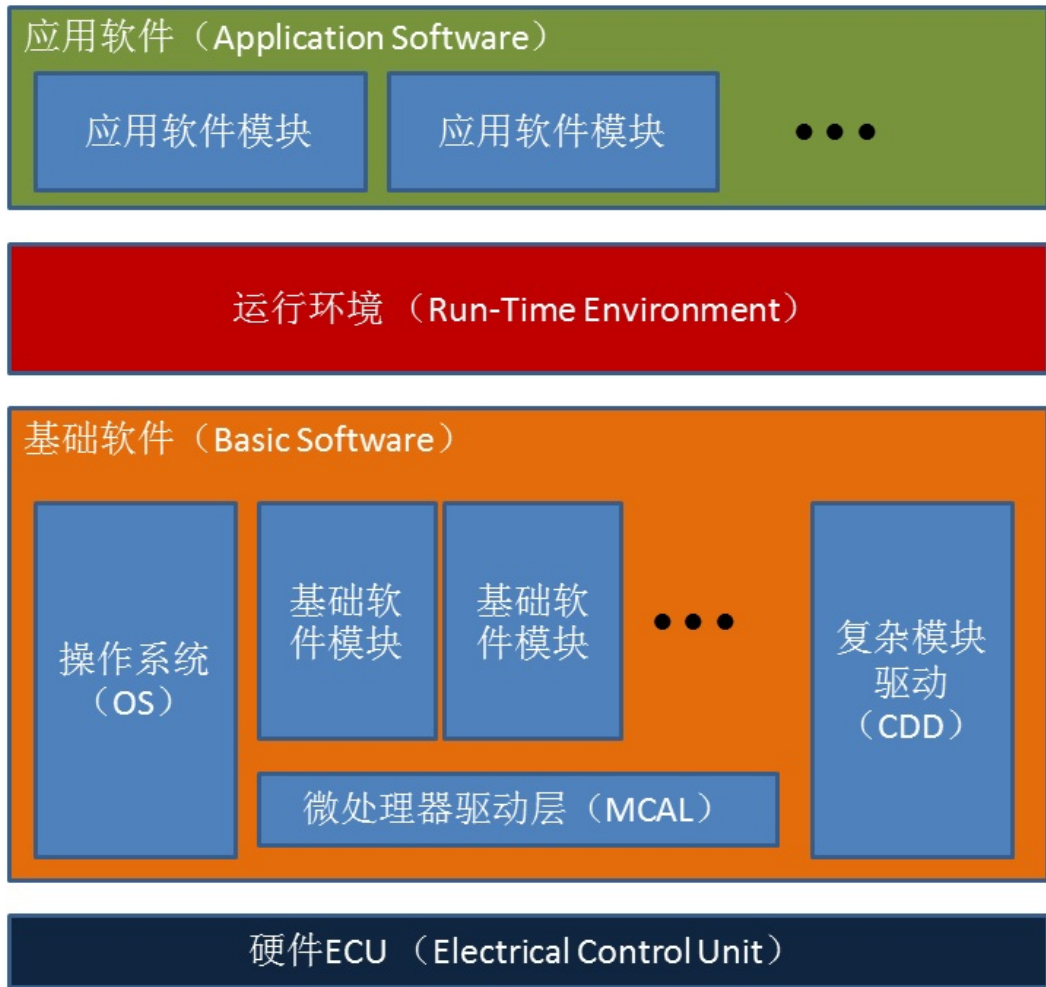 应用软件（Application Software）
应用软件模块
应用软件模块
运行环境（Run-Time Environment）
基础软件（Basic Software）
操作系统
（OS）
基础软
件模块
基础软
件模块
复杂模块
驱动
（CDD）
微处理器驱动层（MCAL）
硬件ECU（Electrical Control Unit）